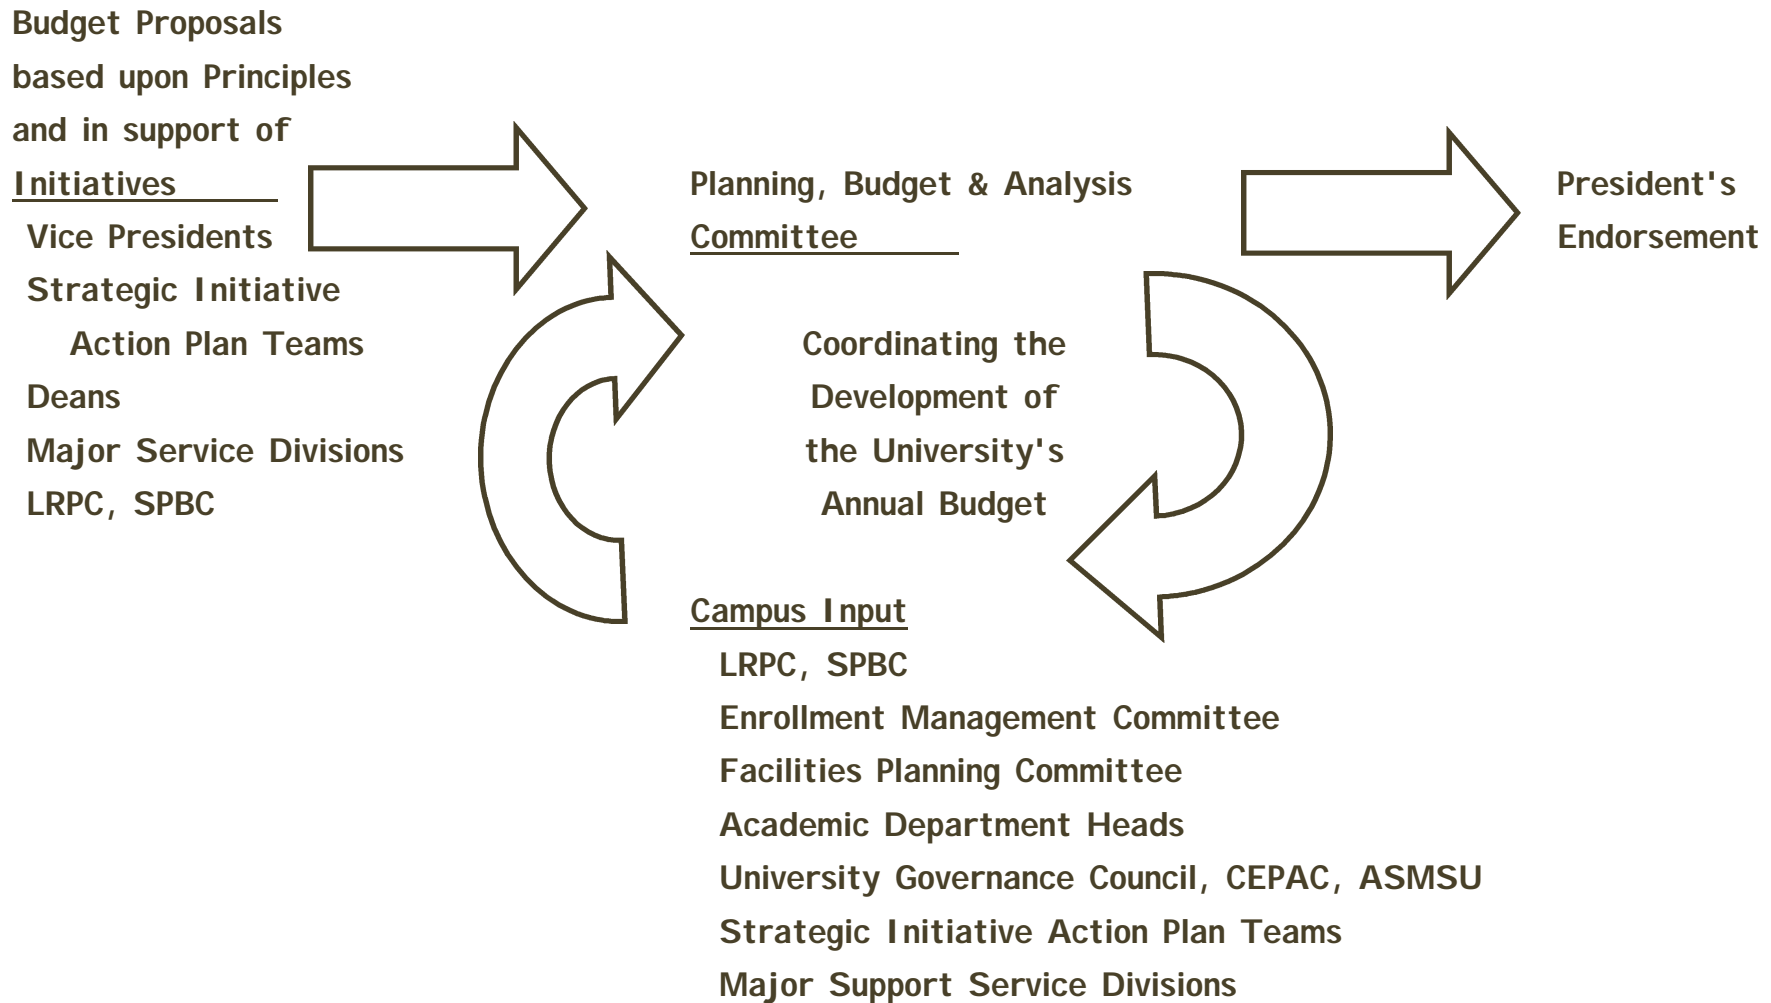 Budget Proposals
based upon Principles
and in support of
Initiatives
Vice Presidents
Strategic Initiative
Action Plan Teams
Deans
Major Service Divisions
LRPC, SPBC
Planning, Budget & Analysis
Committee
Coordinating the
Development of
the University's
Annual Budget
Campus Input
LRPC, SPBC
Enrollment Management Committee
Facilities Planning Committee
Academic Department Heads
University Governance Council, CEPAC, ASMSU
Strategic Initiative Action Plan Teams
Major Support Service Divisions
President's
Endorsement